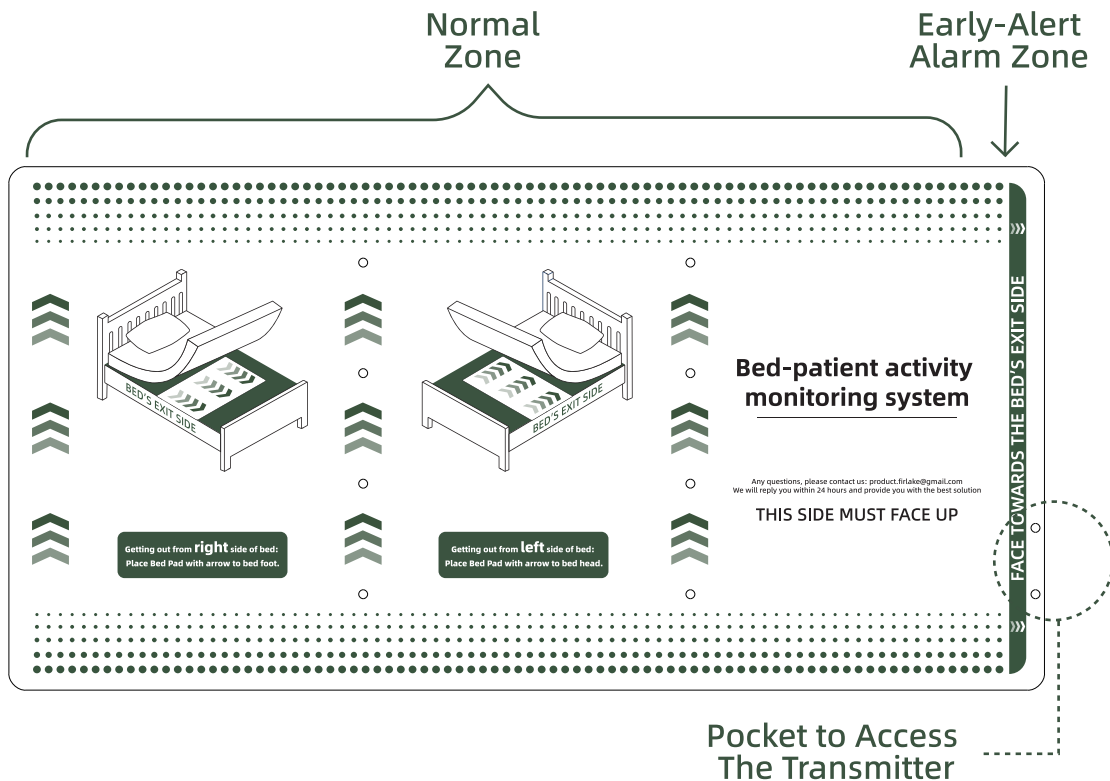 Normal
Zone
Early-Alert
Alarm Zone
BED'S EXIT SIDE
BED'S EXIT SIDE
Getting out from right side of bed:
Place Bed Pad with arrow to bed foot.
Getting out from left side of bed:
Place Bed Pad with arrow to bed head.
Bed-patient activity
monitoring system
Any questions, please contact us: product.firlake@gmail.com
We will reply you within 24 hours and provide you with the best solution
THIS SIDE MUST FACE UP
FACE TOWARDS THE BED'S EXIT SIDE
Pocket to Access
The Transmitter